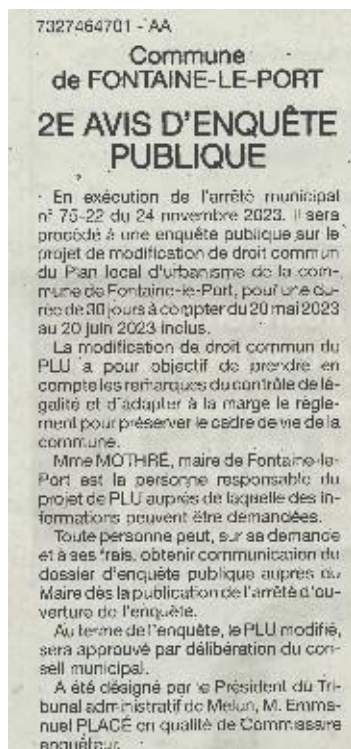 7327464701 - AA
Commune
de FONTAINE-LE-PORT
2E AVIS D'ENQUÊTE
PUBLIQUE
En exécution de l'arrêté municipal
n° 75-22 du 24 novembre 2023. Il sera
procédé à une enquête publique sur le
projet de modification de droit commun
du Plan local d'urbanisme de la com-
mune de Fontaine-le-Port, pour une du-
rée de 30 jours à compter du 20 mai 2023
au 20 juin 2023 inclus.
La modification de droit commun du
PLU a pour objectif de prendre en
compte les remarques du contrôle de lé-
galité et d'adapter à la marge le règle-
ment pour préserver le cadre de vie de la
commune.
Mme MOTHRÉ, maire de Fontaine-le-
Port est la personne responsable du
projet de PLU auprès de laquelle des in-
formations peuvent être demandées.
Toute personne peut, sur sa demande
et à ses frais, obtenir communication du
dossier d'enquête publique auprès du
Maire dès la publication de l'arrêté d'ou-
verture de l'enquête.
Au terme de l'enquête, le PLU modifié,
sera approuvé par délibération du con-
seil municipal.
A été désigné par le Président du Tri-
bunal administratif de Melun, M. Emma-
nuel PLACÉ en qualité de Commissaire
enquêteur.